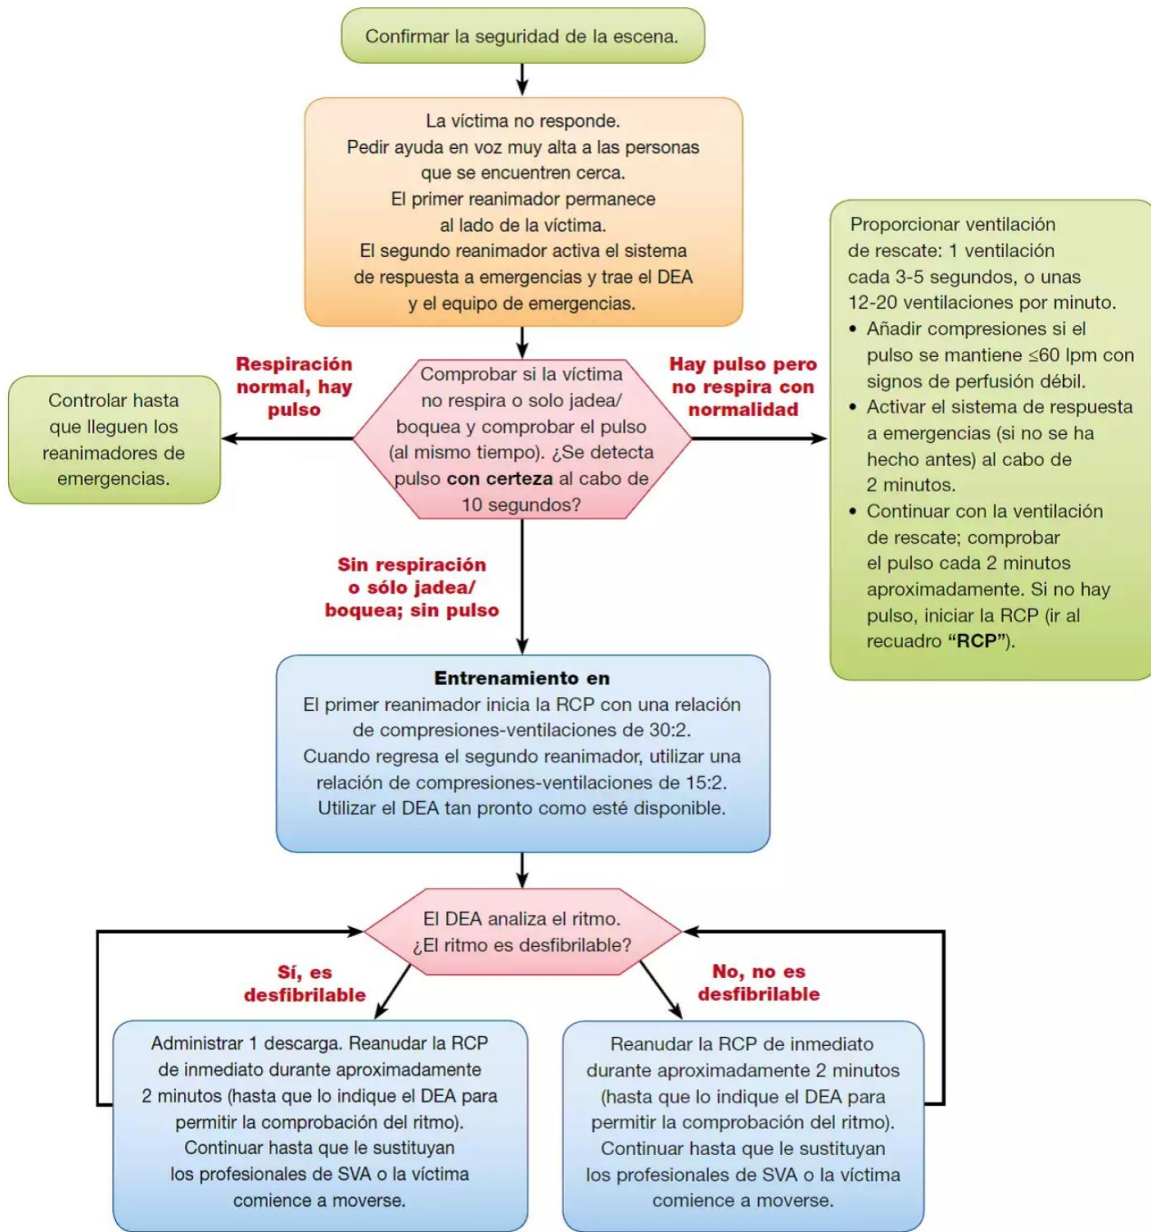 Confirmar la seguridad de la escena.
La víctima no responde.
Pedir ayuda en voz muy alta a las personas
que se encuentren cerca.
El primer reanimador permanece
al lado de la víctima.
El segundo reanimador activa el sistema
de respuesta a emergencias y trae el DEA
y el equipo de emergencias.
Respiración
normal, hay
pulso
Controlar hasta
que lleguen los
reanimadores de
emergencias.
Comprobar si la víctima
no respira o solo jadea/
boquea y comprobar el pulso
(al mismo tiempo). ¿Se detecta
pulso con certeza al cabo de
10 segundos?
Hay pulso pero
no respira con
normalidad
Proporcionar ventilación
de rescate: 1 ventilación
cada 3-5 segundos, o unas
12-20 ventilaciones por minuto.
• Añadir compresiones si el
pulso se mantiene ≤60 lpm con
signos de perfusión débil.
• Activar el sistema de respuesta
a emergencias (si no se ha
hecho antes) al cabo de
2 minutos.
• Continuar con la ventilación
de rescate; comprobar
el pulso cada 2 minutos
aproximadamente. Si no hay
pulso, iniciar la RCP (ir al
recuadro “RCP”).
Sin respiración
o sólo jadea/
boquea; sin pulso
Entrenamiento en
El primer reanimador inicia la RCP con una relación
de compresiones-ventilaciones de 30:2.
Cuando regresa el segundo reanimador, utilizar una
relación de compresiones-ventilaciones de 15:2.
Utilizar el DEA tan pronto como esté disponible.
El DEA analiza el ritmo.
¿El ritmo es desfibrilable?
Sí, es
desfibrilable
No, no es
desfibrilable
Administrar 1 descarga. Reanudar la RCP
de inmediato durante aproximadamente
2 minutos (hasta que lo indique el DEA para
permitir la comprobación del ritmo).
Continuar hasta que le sustituyan
los profesionales de SVA o la víctima
comience a moverse.
Reanudar la RCP de inmediato
durante aproximadamente 2 minutos
(hasta que lo indique el DEA para
permitir la comprobación del ritmo).
Continuar hasta que le sustituyan
los profesionales de SVA o la víctima
comience a moverse.